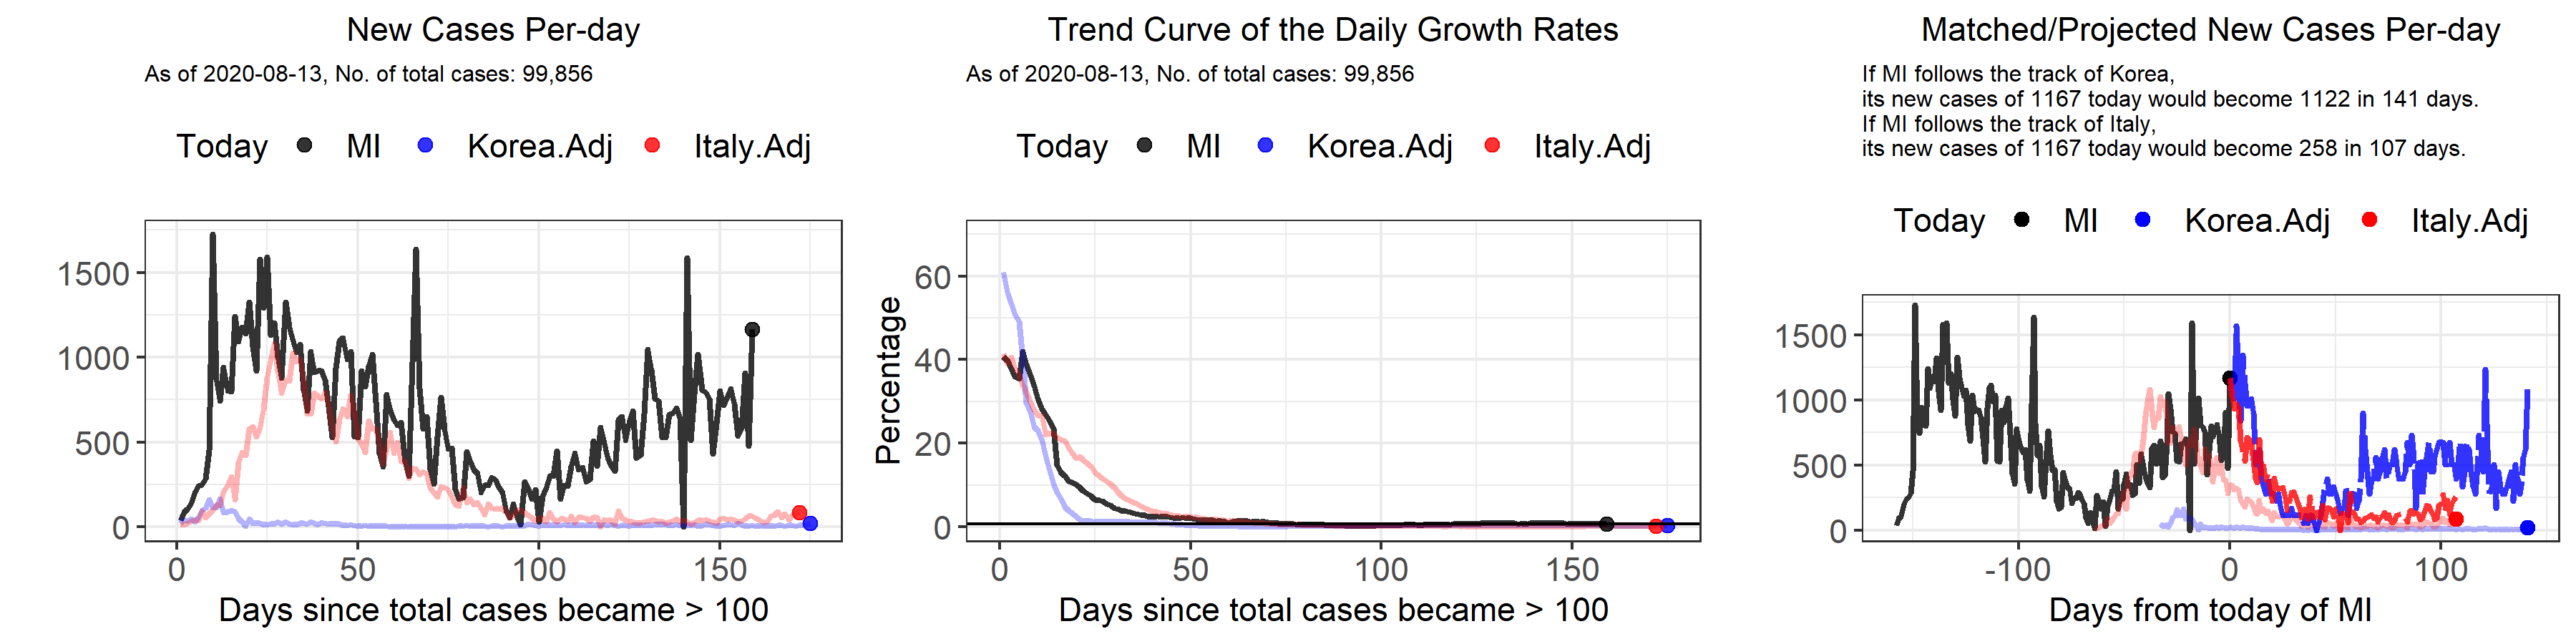 New Cases Per-day
As of 2020-08-13, No. of total cases: 99,856
Today MI Korea.Adj Italy.Adj
1500
1000
500
0
0 50 100 150
Days since total cases became > 100
Trend Curve of the Daily Growth Rates
As of 2020-08-13, No. of total cases: 99,856
Today MI Korea.Adj Italy.Adj
Percentage
60
40
20
0
0 50 100 150
Days since total cases became > 100
Matched/Projected New Cases Per-day
If MI follows the track of Korea,
its new cases of 1167 today would become 1122 in 141 days.
If MI follows the track of Italy,
its new cases of 1167 today would become 258 in 107 days.
Today MI Korea.Adj Italy.Adj
1500
1000
500
0
-100 0 100
Days from today of MI